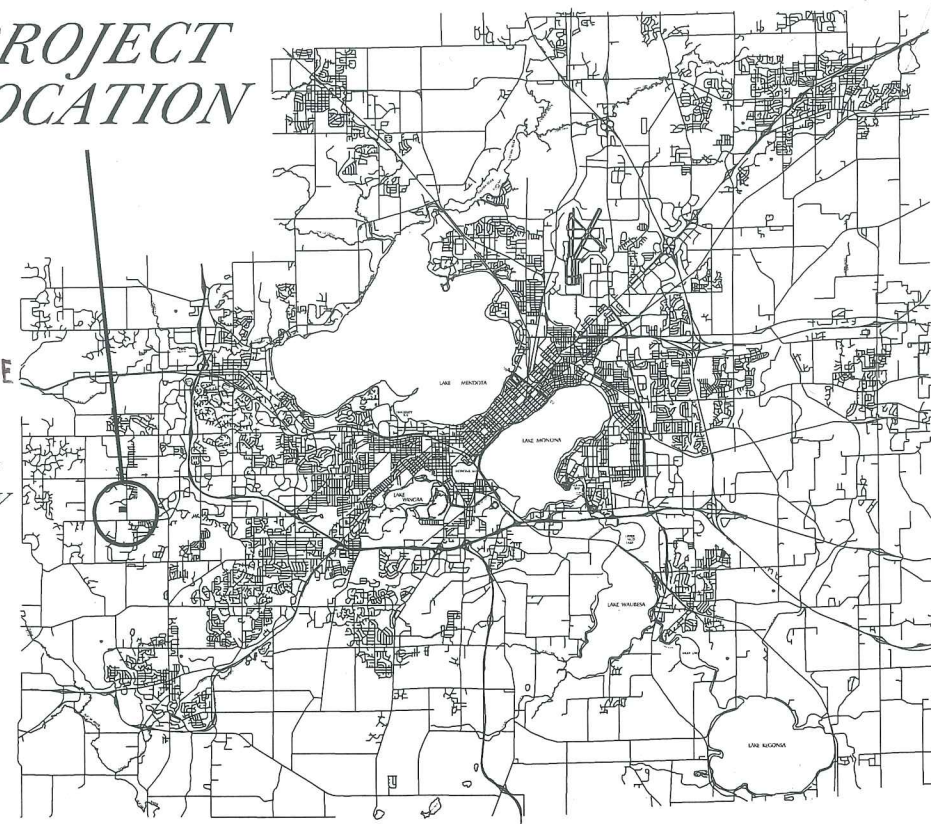 ROJECT
OCATION
E
LAKE MENDOTA
LAKE MONONA
LAKE
WINGRA
LAKE WAUBESA
LAKE KEGONSA